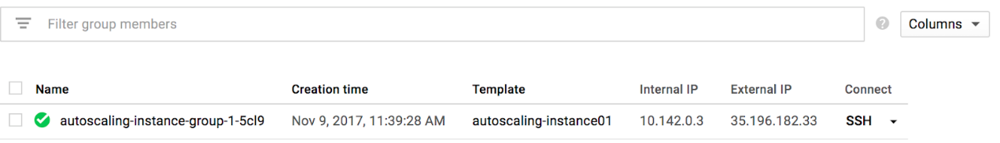 Filter group members
Columns
Name Creation time Template Internal IP External IP Connect
autoscaling-instance-group-1-5cl9 Nov 9, 2017, 11:39:28 AM autoscaling-instance01 10.142.0.3 35.196.182.33 SSH